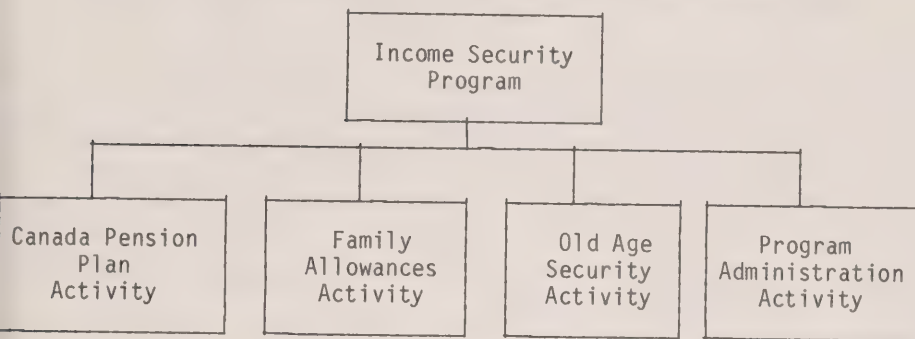 Income Security
Program
Canada Pension
Plan
Activity
Family
Allowances
Activity
Old Age
Security
Activity
Program
Administration
Activity